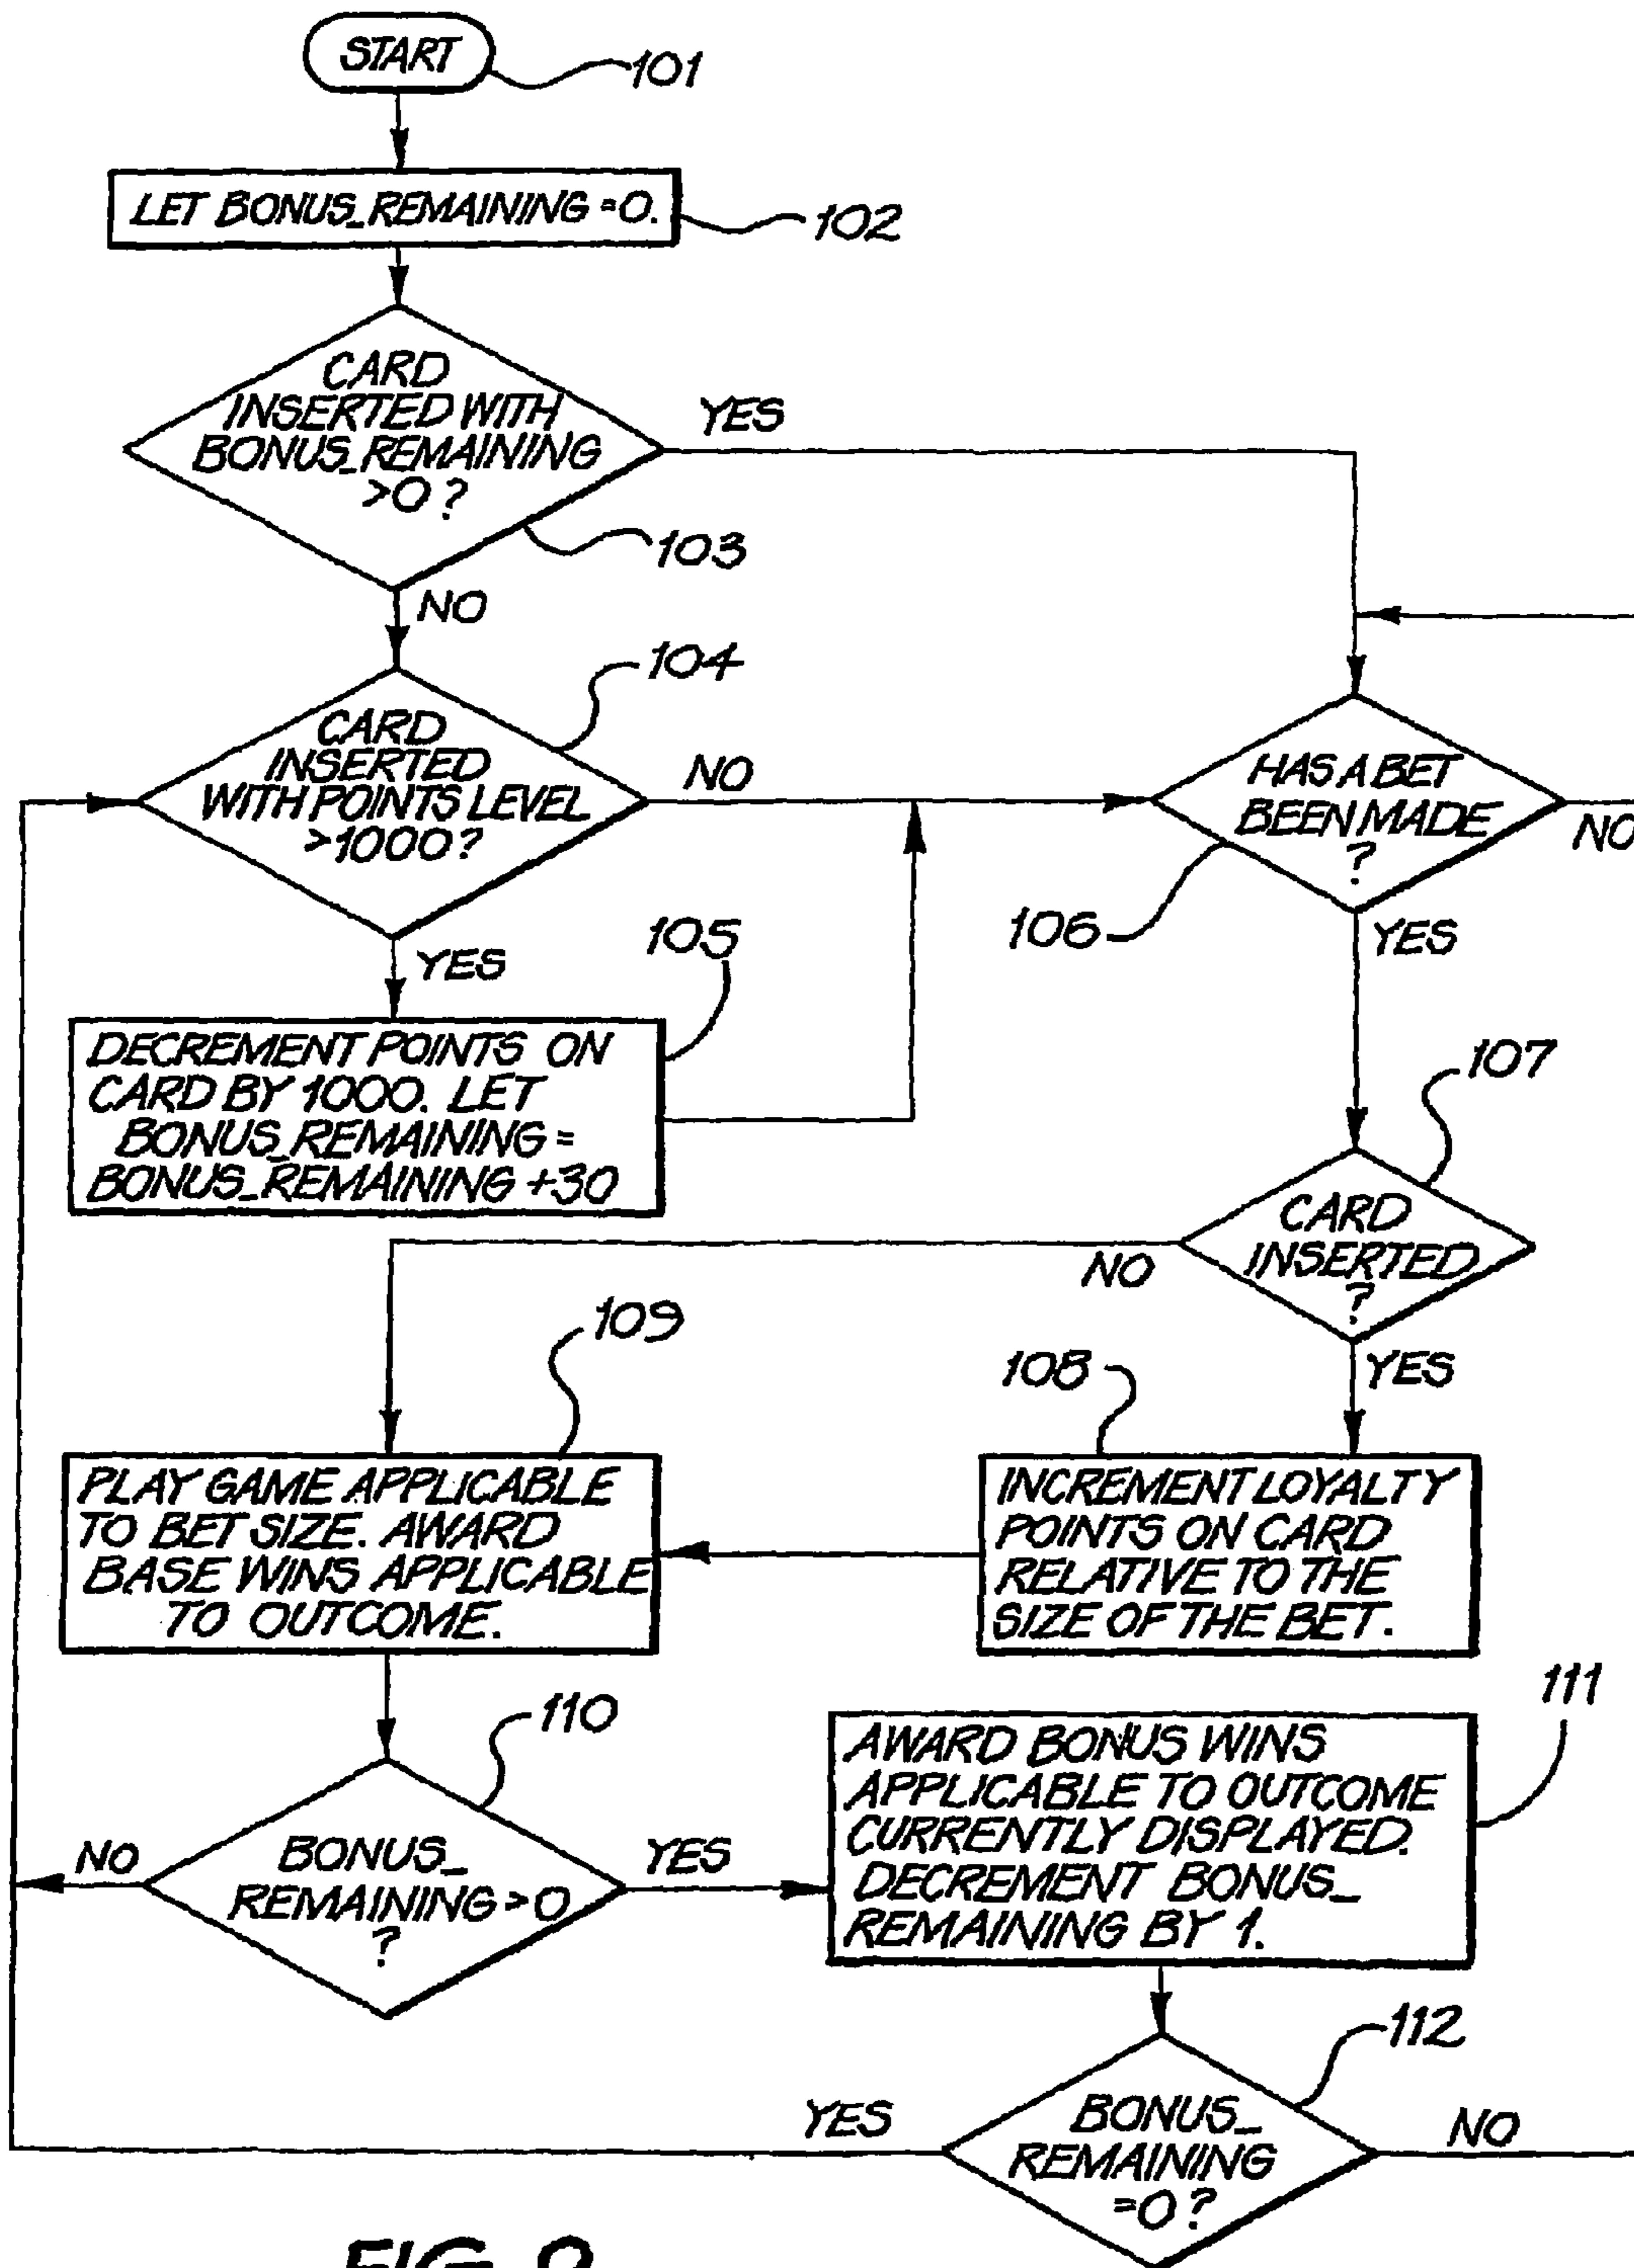 START
101
LET BONUS_REMAINING =0.
102
CARD
INSERTED WITH
BONUS_REMAINING
>0 ?
YES
103
NO
104
CARD
INSERTED
WITH POINTS LEVEL
>1000?
NO
HAS A BET
BEEN MADE
?
NO
106
YES
YES
105
DECREMENT POINTS ON
CARD BY 1000. LET
BONUS_REMAINING =
BONUS_REMAINING +30
107
CARD
INSERTED
?
NO
YES
109
108
PLAY GAME APPLICABLE
TO BET SIZE. AWARD
BASE WINS APPLICABLE
TO OUTCOME.
INCREMENT LOYALTY
POINTS ON CARD
RELATIVE TO THE
SIZE OF THE BET.
110
111
BONUS_
REMAINING >0
?
NO
YES
AWARD BONUS WINS
APPLICABLE TO OUTCOME
CURRENTLY DISPLAYED.
DECREMENT BONUS_
REMAINING BY 1.
112
BONUS_
REMAINING
=0 ?
YES
NO